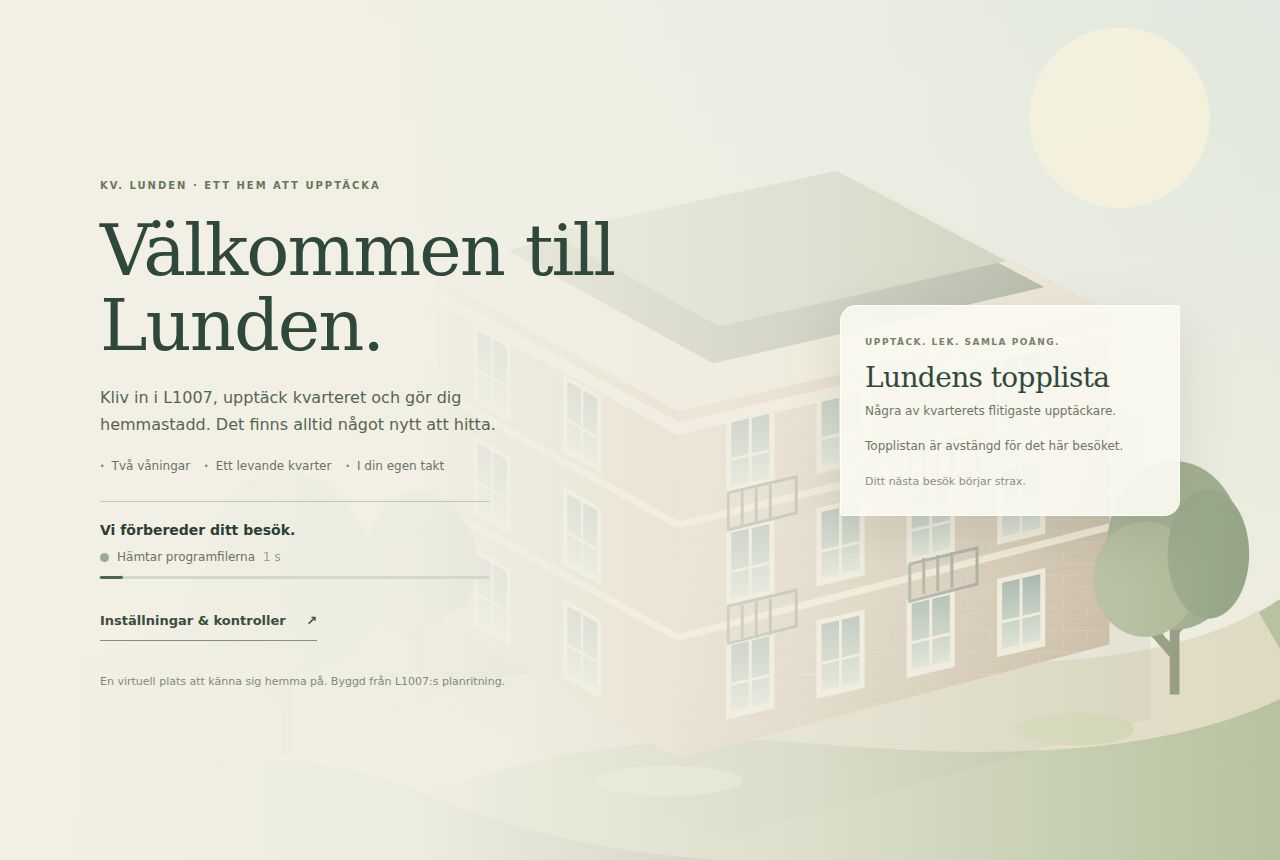 KV. LUNDEN · ETT HEM ATT UPPTÄCKA
Välkommen till
Lunden.
Kliv in i L1007, upptäck kvarteret och gör dig
hemmastadd. Det finns alltid något nytt att hitta.
· Två våningar · Ett levande kvarter · I din egen takt
Vi förbereder ditt besök.
Hämtar programfilerna 1 s
Inställningar & kontroller ↗
En virtuell plats att känna sig hemma på. Byggd från L1007:s planritning.
UPPTÄCK. LEK. SAMLA POÄNG.
Lundens topplista
Några av kvarterets flitigaste upptäckare.
Topplistan är avstängd för det här besöket.
Ditt nästa besök börjar strax.